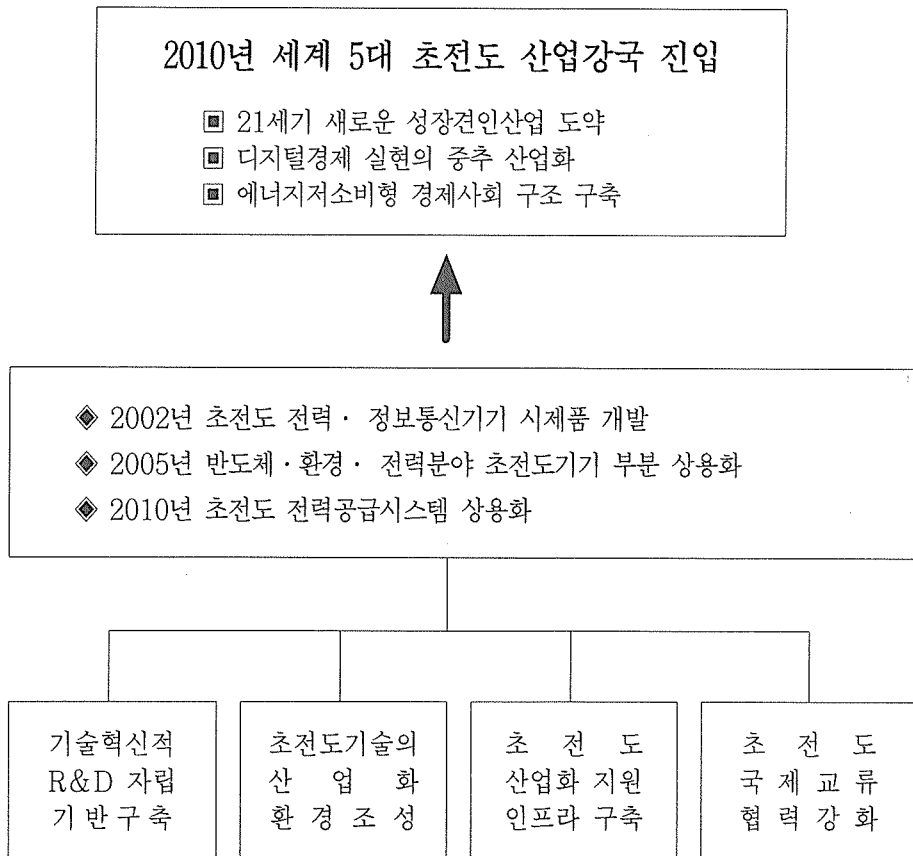 2010년 세계 5대 초전도 산업강국 진입
▣ 21세기 새로운 성장견인산업 도약
▣ 디지털경제 실현의 중추 산업화
▣ 에너지저소비형 경제사회 구조 구축
◈ 2002년 초전도 전력· 정보통신기기 시제품 개발
◈ 2005년 반도체·환경· 전력분야 초전도기기 부분 상용화
◈ 2010년 초전도 전력공급시스템 상용화
기술혁신적
R&D 자립
기반구축
초전도기술의
산 업 화
환경조성
초 전 도
산업화 지원
인프라 구축
초 전 도
국제교류
협력강화